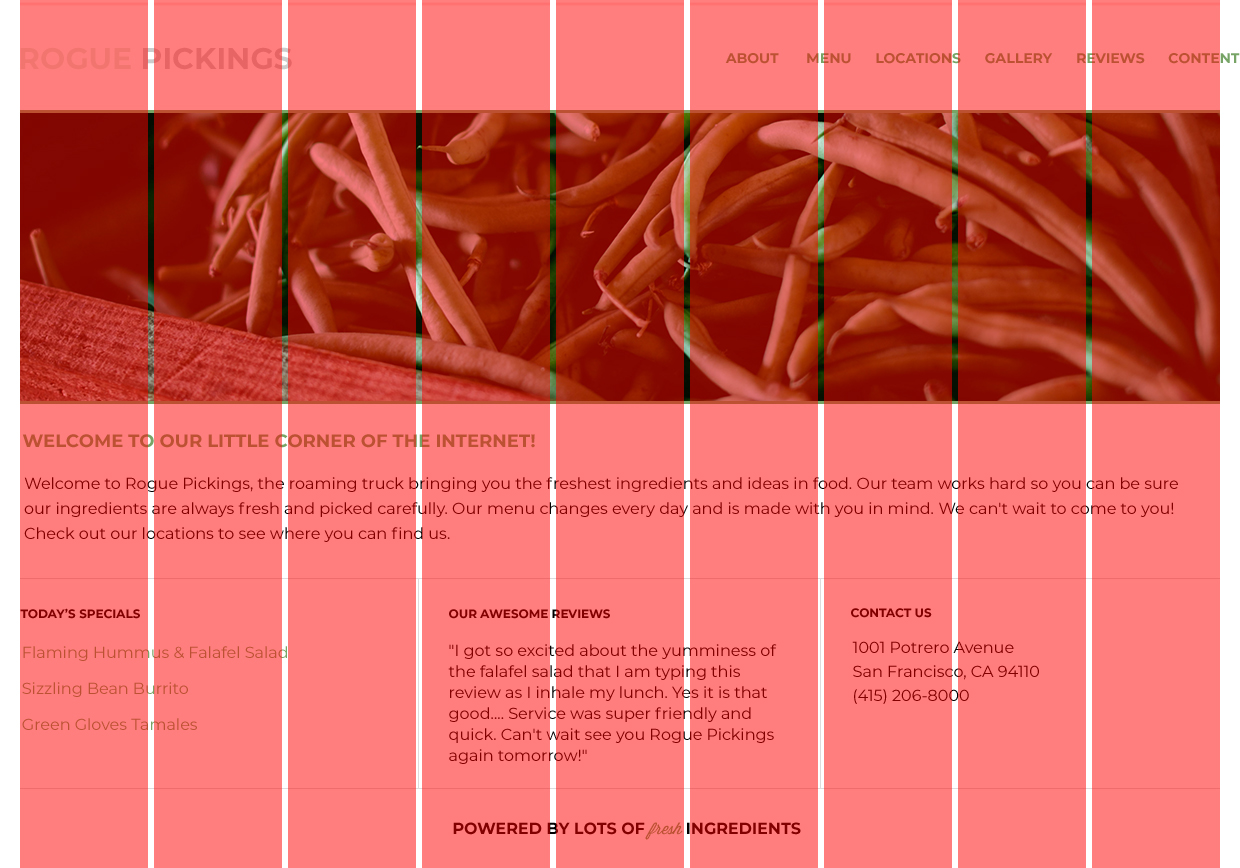 ROGUE PICKINGS
ABOUT MENU LOCATIONS GALLERY REVIEWS CONTENT
WELCOME TO OUR LITTLE CORNER OF THE INTERNET!
Welcome to Rogue Pickings, the roaming truck bringing you the freshest ingredients and ideas in food. Our team works hard so you can be sure
our ingredients are always fresh and picked carefully. Our menu changes every day and is made with you in mind. We can't wait to come to you!
Check out our locations to see where you can find us.
TODAY’S SPECIALS
Flaming Hummus & Falafel Salad
Sizzling Bean Burrito
Green Gloves Tamales
OUR AWESOME REVIEWS
"I got so excited about the yumminess of
the falafel salad that I am typing this
review as I inhale my lunch. Yes it is that
good.... Service was super friendly and
quick. Can't wait see you Rogue Pickings
again tomorrow!"
CONTACT US
1001 Potrero Avenue
San Francisco, CA 94110
(415) 206-8000
POWERED BY LOTS OF fresh INGREDIENTS